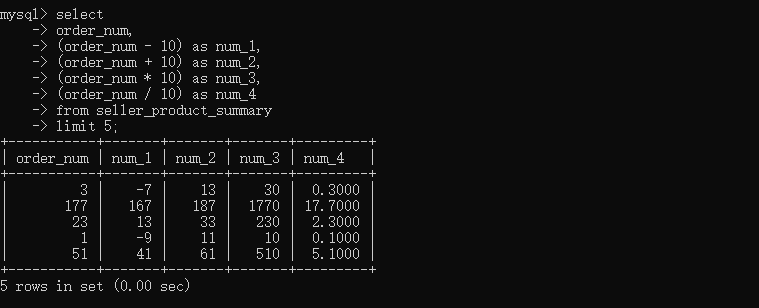 mysql> select
    -> order_num,
    -> (order_num - 10) as num_1,
    -> (order_num + 10) as num_2,
    -> (order_num * 10) as num_3,
    -> (order_num / 10) as num_4
    -> from seller_product_summary
    -> limit 5;
+-----------+-------+-------+-------+---------+
| order_num | num_1 | num_2 | num_3 | num_4   |
+-----------+-------+-------+-------+---------+
|         3 |    -7 |    13 |    30 |  0.3000 |
|       177 |   167 |   187 |  1770 | 17.7000 |
|        23 |    13 |    33 |   230 |  2.3000 |
|         1 |    -9 |    11 |    10 |  0.1000 |
|        51 |    41 |    61 |   510 |  5.1000 |
+-----------+-------+-------+-------+---------+
5 rows in set (0.00 sec)